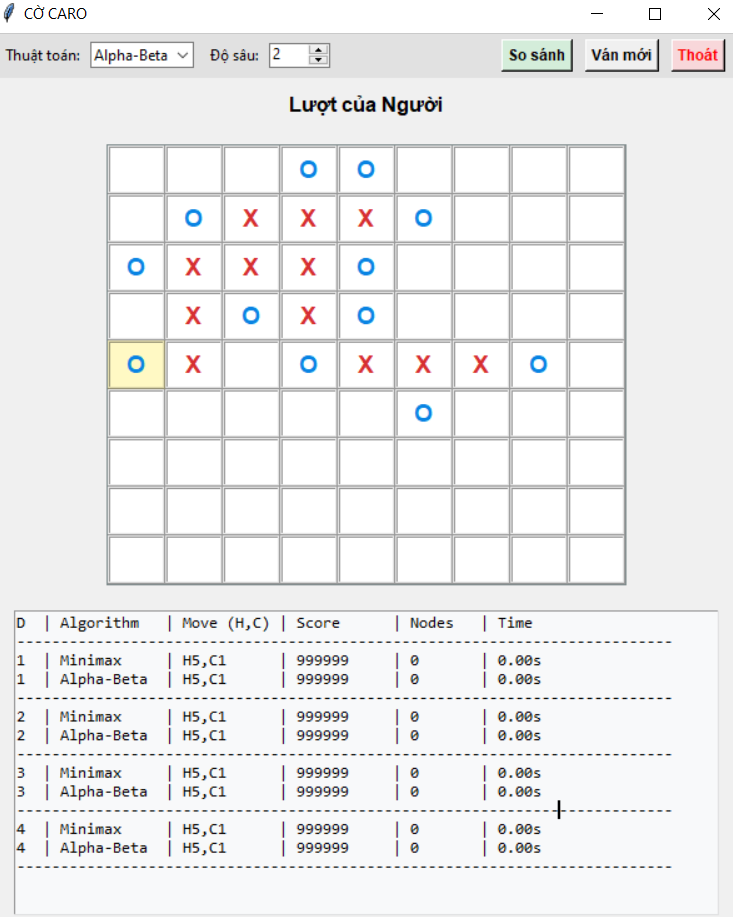 CỜ CARO
Thuật toán: Alpha-Beta Độ sâu: 2 So sánh Ván mới Thoát
Lượt của Người
O O
O X X X O
O X X X O
X O X O
O X O X X X O
O
D | Algorithm | Move (H,C) | Score | Nodes | Time
---------------------------------------------------------------------------
1 | Minimax | H5,C1 | 999999 | 0 | 0.00s
1 | Alpha-Beta | H5,C1 | 999999 | 0 | 0.00s
---------------------------------------------------------------------------
2 | Minimax | H5,C1 | 999999 | 0 | 0.00s
2 | Alpha-Beta | H5,C1 | 999999 | 0 | 0.00s
---------------------------------------------------------------------------
3 | Minimax | H5,C1 | 999999 | 0 | 0.00s
3 | Alpha-Beta | H5,C1 | 999999 | 0 | 0.00s
---------------------------------------------------------------------------
4 | Minimax | H5,C1 | 999999 | 0 | 0.00s
4 | Alpha-Beta | H5,C1 | 999999 | 0 | 0.00s
---------------------------------------------------------------------------